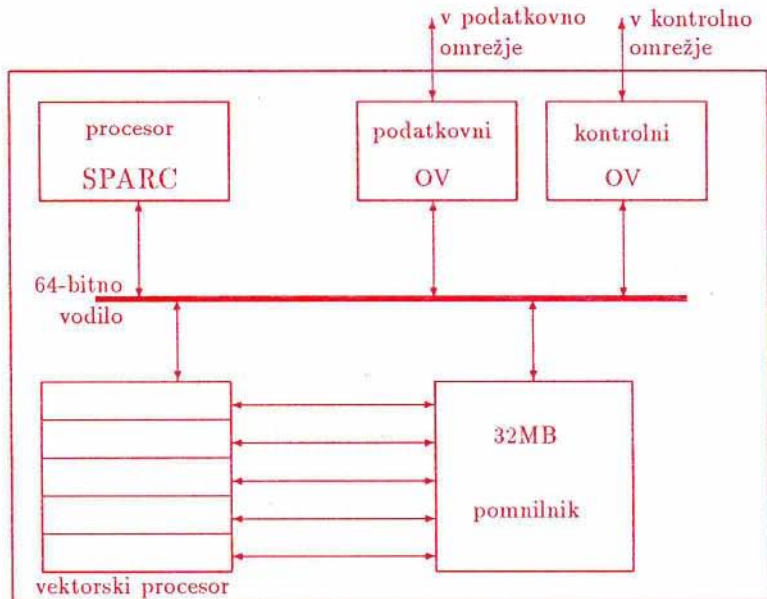 v podatkovno
omrežje
v kontrolno
omrežje
procesor
SPARC
podatkovni
OV
kontrolni
OV
64-bitno
vodilo
32MB
pomnilnik
vektorski procesor